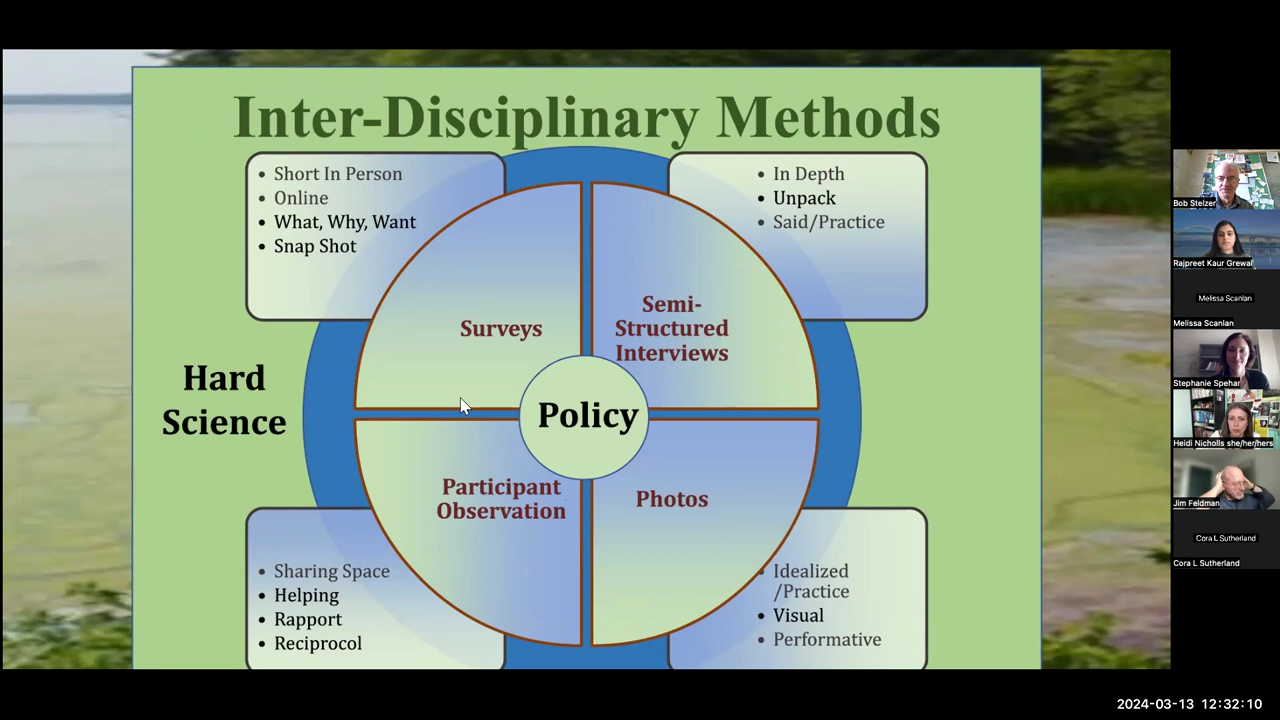 Inter-Disciplinary Methods
• Short In Person
• Online
• What, Why, Want
• Snap Shot
• In Depth
• Unpack
• Said/Practice
Surveys
Semi-
Structured
Interviews
Hard
Science
Policy
Participant
Observation
Photos
• Sharing Space
• Helping
• Rapport
• Reciprocol
• Idealized
/Practice
• Visual
• Performative
Bob Stelzer
Rajpreet Kaur Grewal
Melissa Scanlan
Melissa Scanlan
Stephanie Spehar
Heidi Nicholls she/her/hers
Jim Feldman
Cora L Sutherland
Cora L Sutherland
2024-03-13 12:32:10